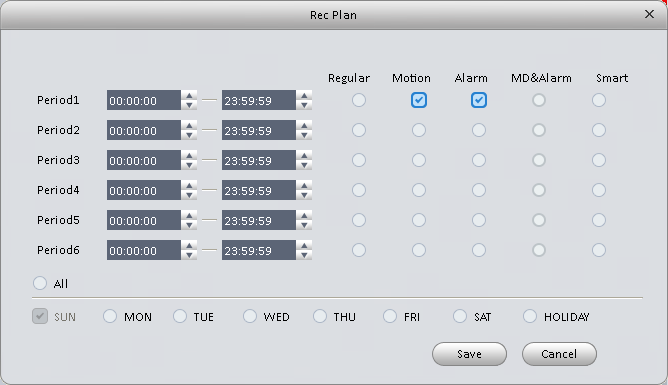 Rec Plan
Regular Motion Alarm MD&Alarm Smart
Period1 00:00:00 23:59:59
Period2 00:00:00 23:59:59
Period3 00:00:00 23:59:59
Period4 00:00:00 23:59:59
Period5 00:00:00 23:59:59
Period6 00:00:00 23:59:59
All
SUN MON TUE WED THU FRI SAT HOLIDAY
Save Cancel